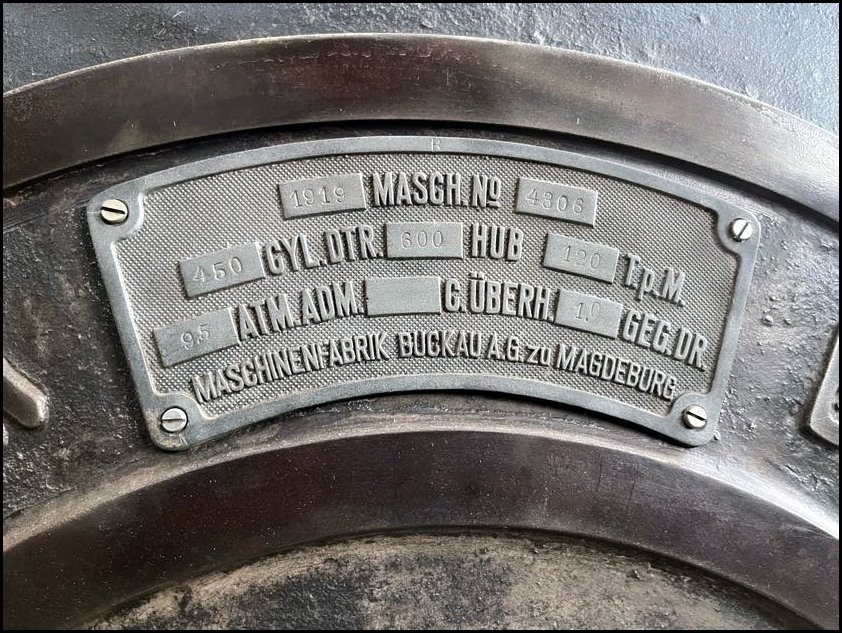 1919 MASCH. No 4306
450 CYL. DTR. 600 HUB 120 T.p.M.
9,5 ATM. ADM. G. ÜBERH. 1,0 GEG. DR.
MASCHINENFABRIK BUCKAU A.G. zu MAGDEBURG.